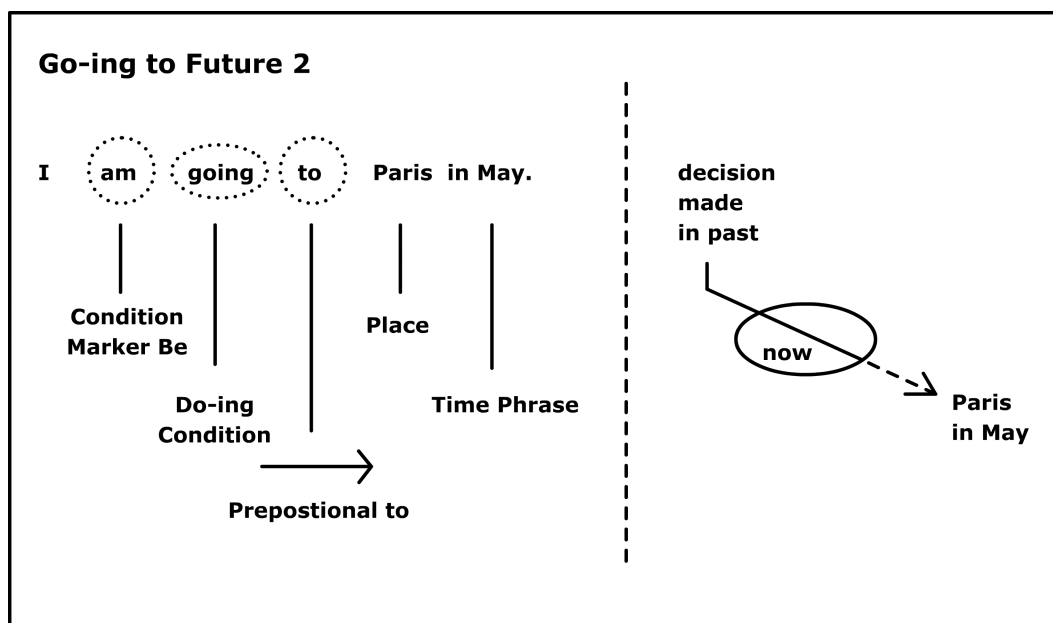 Go-ing to Future 2
I am going to Paris in May.
Condition
Marker Be
Do-ing
Condition
Prepostional to
Place
Time Phrase
decision
made
in past
now
Paris
in May